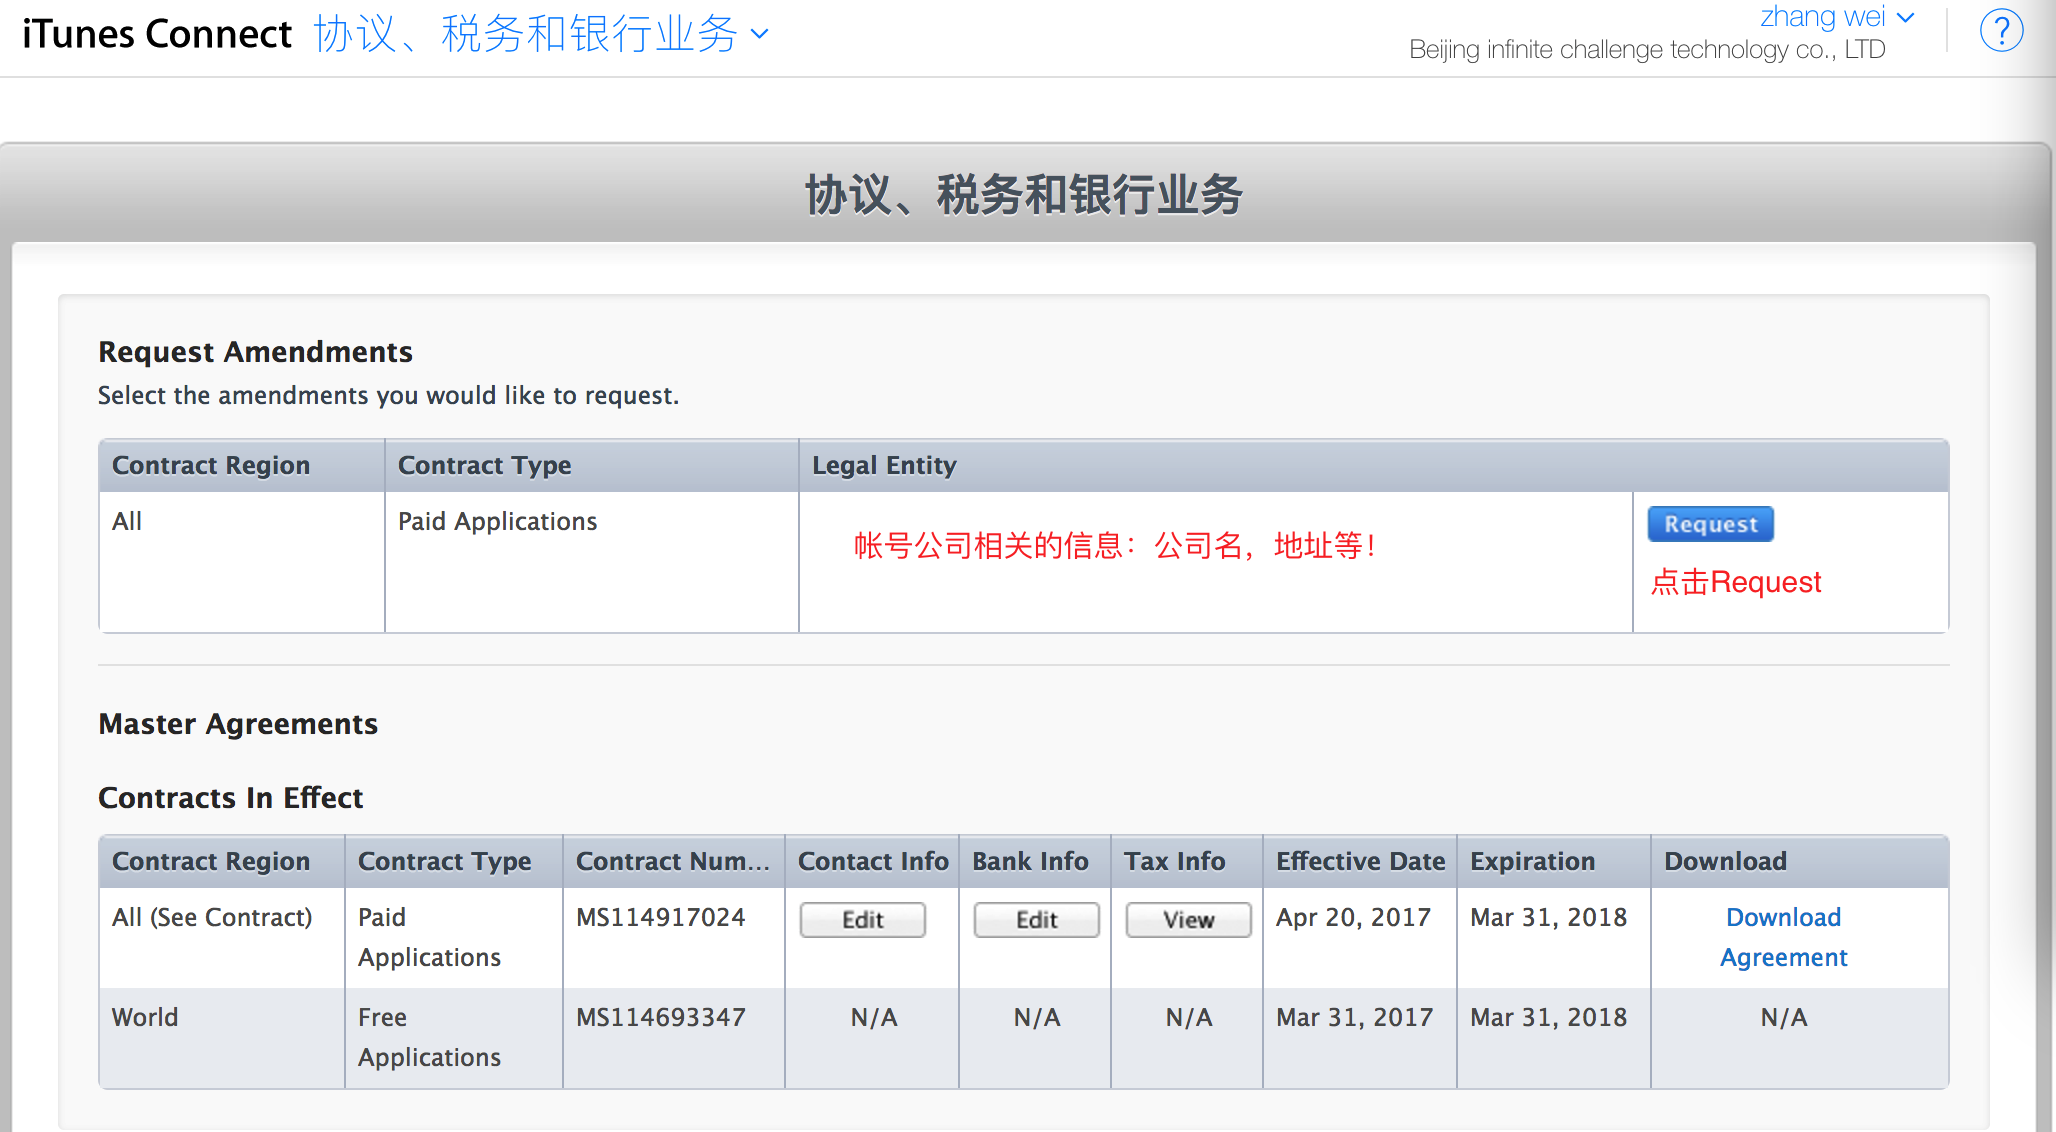 iTunes Connect 协议、税务和银行业务
zhang wei
Beijing infinite challenge technology co., LTD
?
协议、税务和银行业务
Request Amendments
Select the amendments you would like to request.
Contract Region Contract Type Legal Entity
All Paid Applications Request
帐号公司相关的信息：公司名，地址等！
点击Request
Master Agreements
Contracts In Effect
Contract Region Contract Type Contract Num... Contact Info Bank Info Tax Info Effective Date Expiration Download
All (See Contract) Paid MS114917024 Edit Edit View Apr 20, 2017 Mar 31, 2018 Download
Applications Agreement
World Free MS114693347 N/A N/A N/A Mar 31, 2017 Mar 31, 2018 N/A
Applications